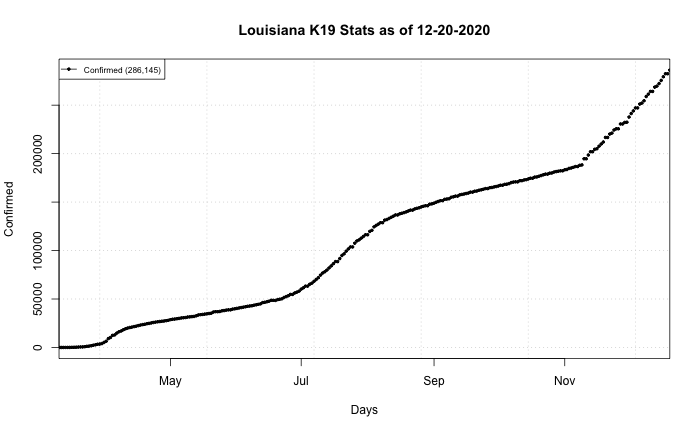 Louisiana K19 Stats as of 12-20-2020
Confirmed (286,145)
Confirmed
200000
100000
50000
0
May Jul Sep Nov
Days